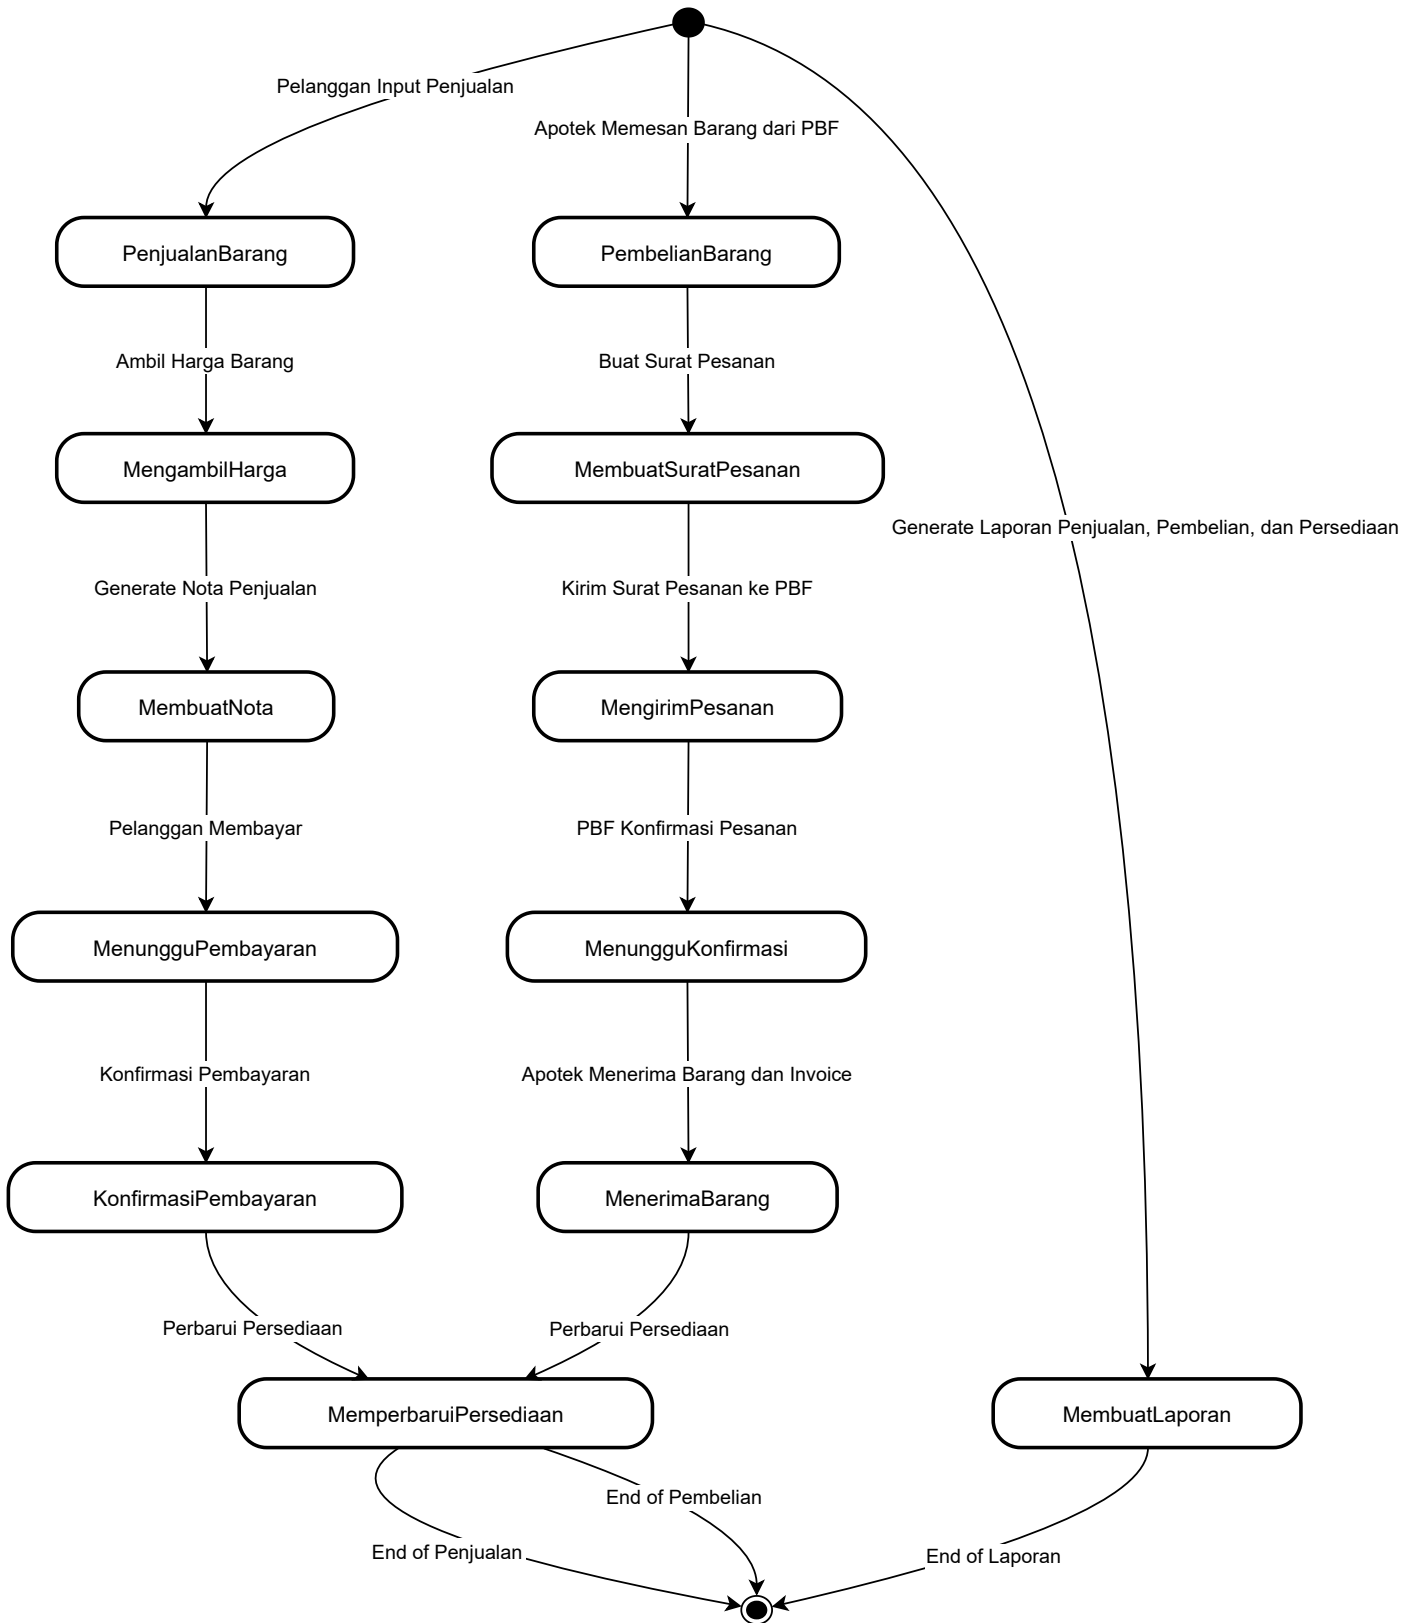 Pelanggan Input Penjualan
Apotek Memesan Barang dari PBF
PenjualanBarang
PembelianBarang
Ambil Harga Barang
Buat Surat Pesanan
MengambilHarga
MembuatSuratPesanan
Generate Laporan Penjualan, Pembelian, dan Persediaan
Generate Nota Penjualan
Kirim Surat Pesanan ke PBF
MembuatNota
MengirimPesanan
Pelanggan Membayar
PBF Konfirmasi Pesanan
MenungguPembayaran
MenungguKonfirmasi
Konfirmasi Pembayaran
Apotek Menerima Barang dan Invoice
KonfirmasiPembayaran
MenerimaBarang
Perbarui Persediaan
Perbarui Persediaan
MemperbaruiPersediaan
MembuatLaporan
End of Pembelian
End of Penjualan
End of Laporan